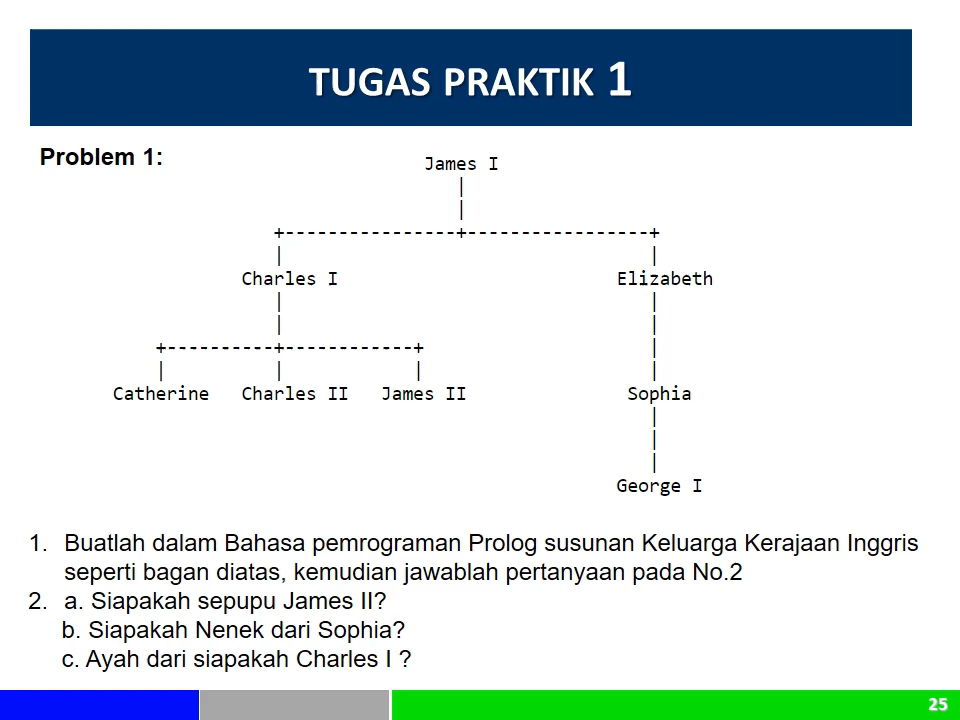 TUGAS PRAKTIK 1
Problem 1:
James I
|
|
+----------------+-----------------+
| |
Charles I Elizabeth
| |
| |
+----------+------------+ |
| | | |
Catherine Charles II James II Sophia
|
|
|
George I
1. Buatlah dalam Bahasa pemrograman Prolog susunan Keluarga Kerajaan Inggris
seperti bagan diatas, kemudian jawablah pertanyaan pada No.2
2. a. Siapakah sepupu James II?
b. Siapakah Nenek dari Sophia?
c. Ayah dari siapakah Charles I ?
25